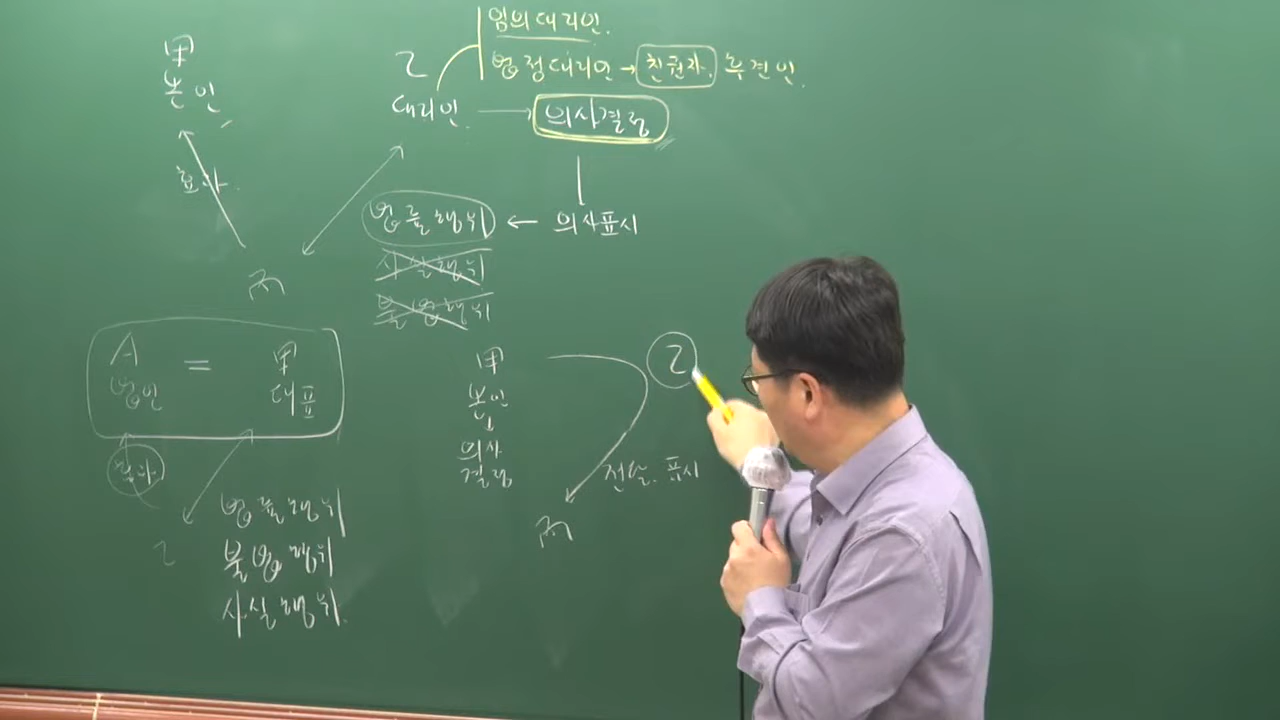 임의대리인.
법정대리인 → 친권자. 후견인.
甲
본인
乙
대리인 → 의사결정
효과
법률행위 ← 의사표시
사실행위
불법행위
丙
A = 甲
법인 대표
효과
乙
법률행위
불법행위
사실행위.
甲
본인
의사
결정
乙
전달. 표시
丙